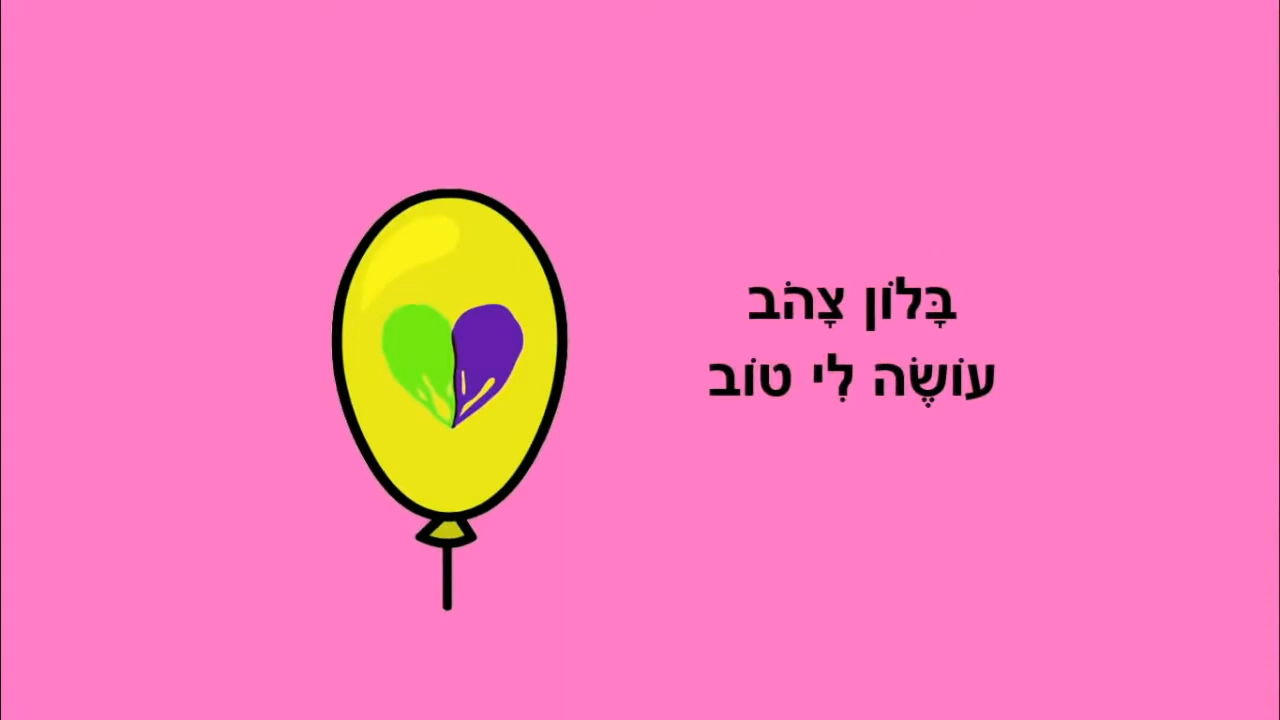 בָּלוֹן צָהֹב
עוֹשֶׂה לִי טוֹב